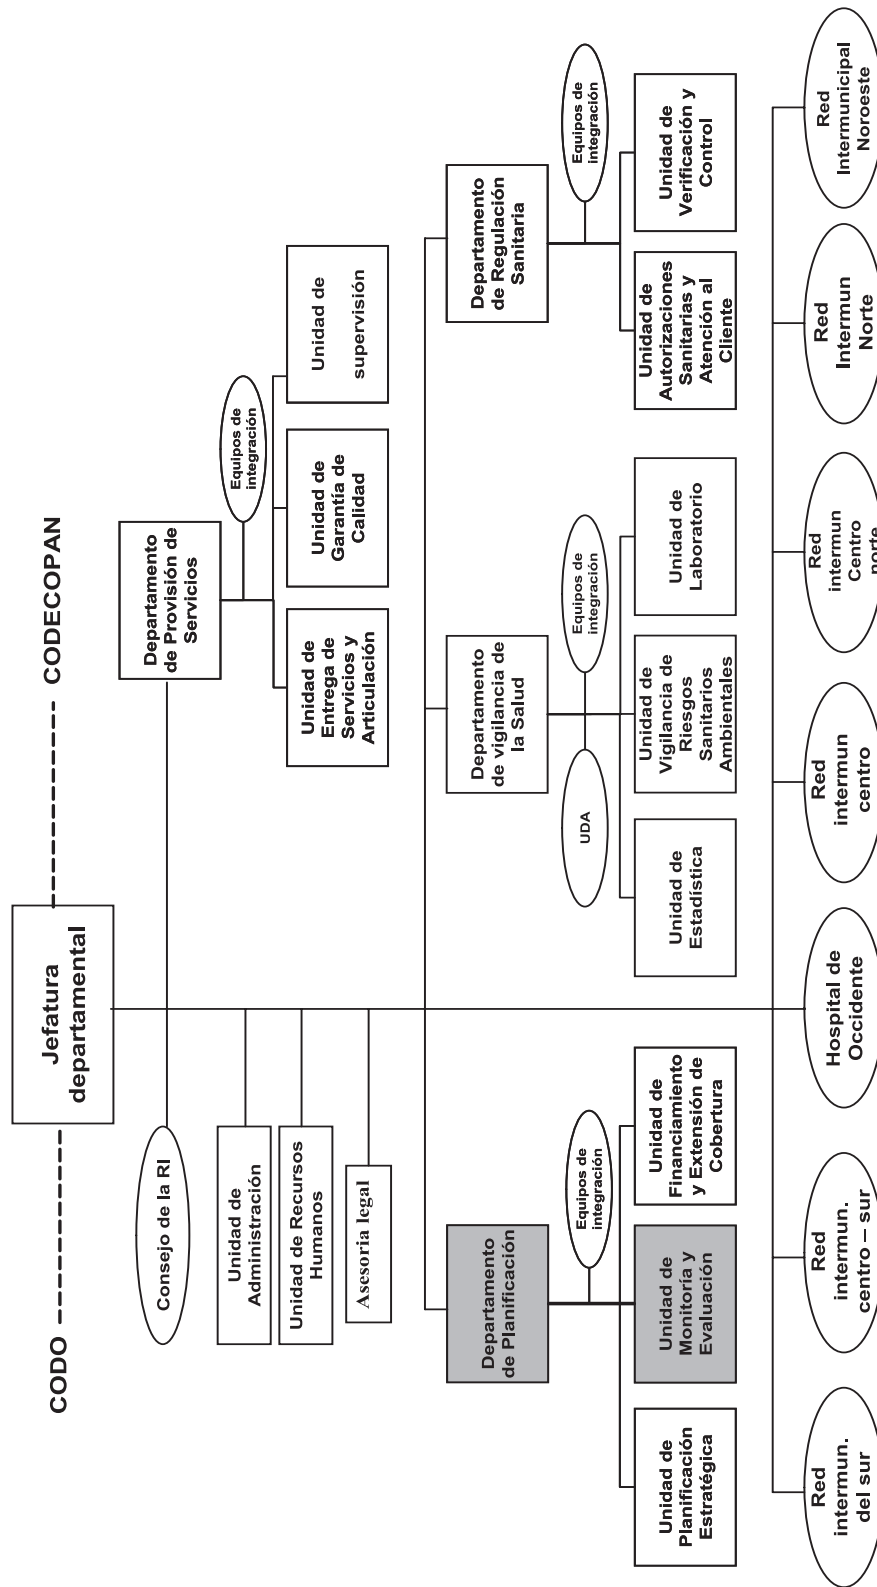 CODO
Jefatura
departamental
CODECOPAN
Consejo de la RI
Departamento
de Provisión de
Servicios
Unidad de
Administración
Equipos de
integración
Unidad de Recursos
Humanos
Unidad de
Entrega de
Servicios y
Articulación
Unidad de
Garantía de
Calidad
Unidad de
supervisión
Asesoria legal
Departamento
de Planificación
Departamento
de vigilancia de
la Salud
Departamento
de Regulación
Sanitaria
Equipos de
integración
UDA
Equipos de
integración
Equipos de
integración
Unidad de
Planificación
Estratégica
Unidad de
Monitoría y
Evaluación
Unidad de
Financiamiento
y Extensión de
Cobertura
Unidad de
Estadística
Unidad de
Vigilancia de
Riesgos
Sanitarios
Ambientales
Unidad de
Laboratorio
Unidad de
Autorizaciones
Sanitarias y
Atención al
Cliente
Unidad de
Verificación y
Control
Red
intermun.
del sur
Red
intermun.
centro – sur
Hospital de
Occidente
Red
intermun
centro
Red
intermun
Centro
norte
Red
Intermun
Norte
Red
Intermunicipal
Noroeste